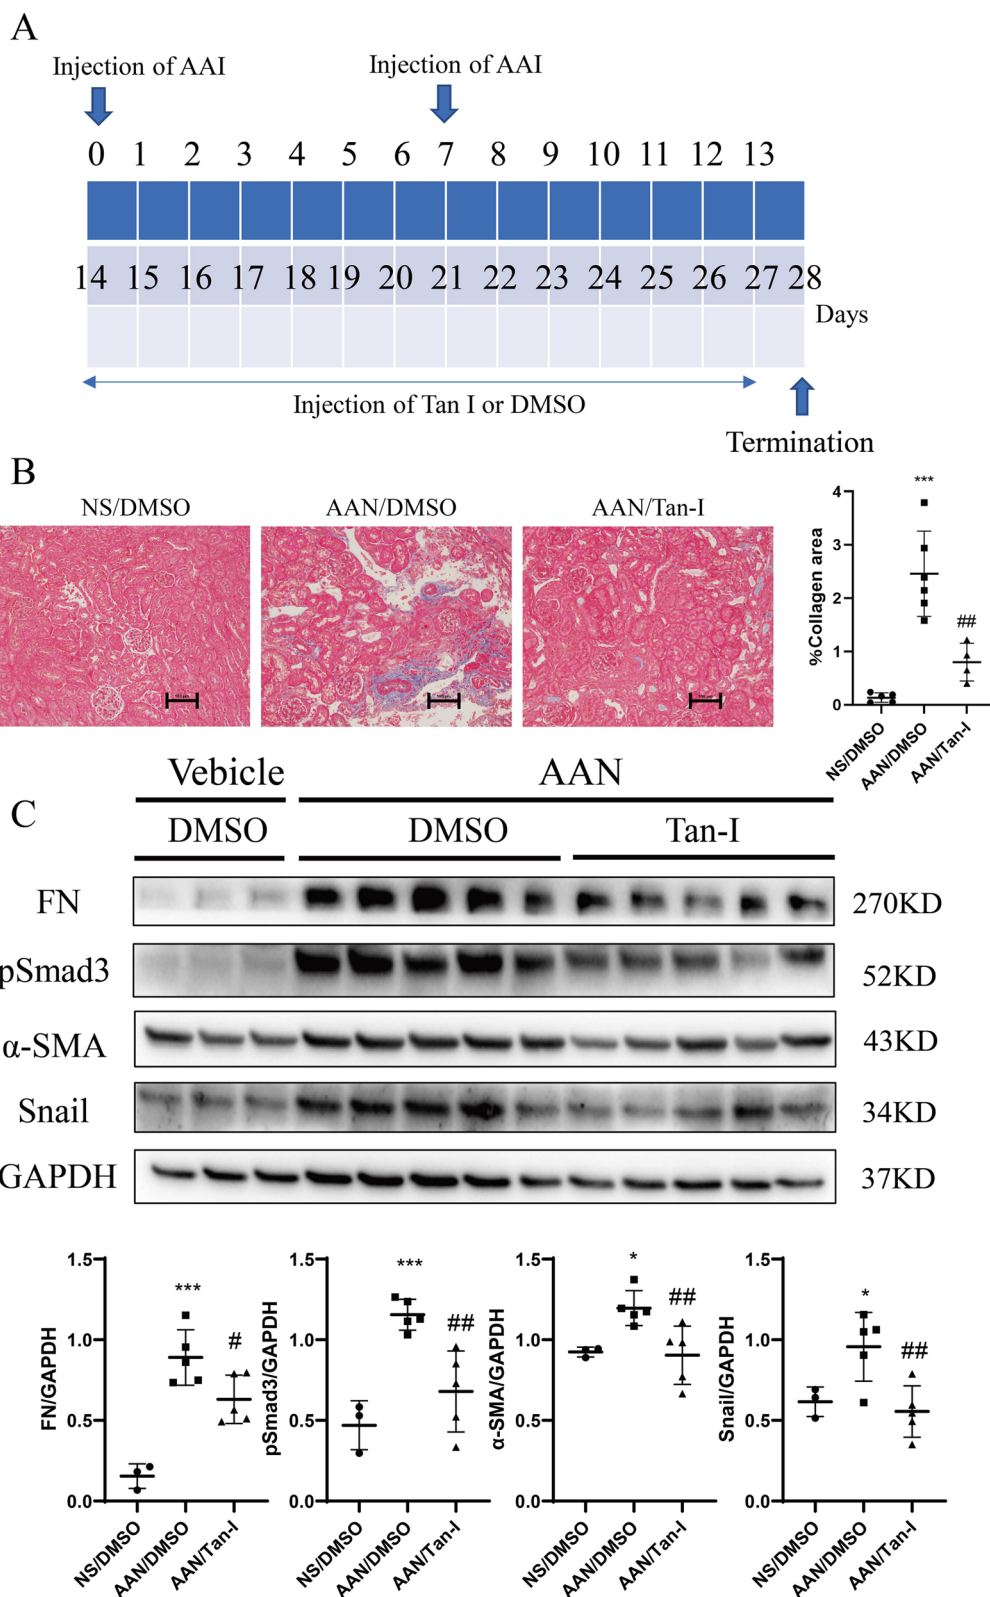 A
Injection of AAI
Injection of AAI
0 1 2 3 4 5 6 7 8 9 10 11 12 13
14 15 16 17 18 19 20 21 22 23 24 25 26 27 28
Days
Injection of Tan I or DMSO
Termination
B
NS/DMSO
AAN/DMSO
AAN/Tan-I
%Collagen area
4
3
2
1
0
***
##
NS/DMSO
AAN/DMSO
AAN/Tan-I
Vebicle
AAN
C
DMSO
DMSO
Tan-I
FN
270KD
pSmad3
52KD
α-SMA
43KD
Snail
34KD
GAPDH
37KD
FN/GAPDH
1.5
1.0
0.5
0.0
***
#
NS/DMSO
AAN/DMSO
AAN/Tan-I
pSmad3/GAPDH
1.5
1.0
0.5
0.0
***
##
NS/DMSO
AAN/DMSO
AAN/Tan-I
α-SMA/GAPDH
1.5
1.0
0.5
0.0
*
##
NS/DMSO
AAN/DMSO
AAN/Tan-I
Snail/GAPDH
1.5
1.0
0.5
0.0
*
##
NS/DMSO
AAN/DMSO
AAN/Tan-I